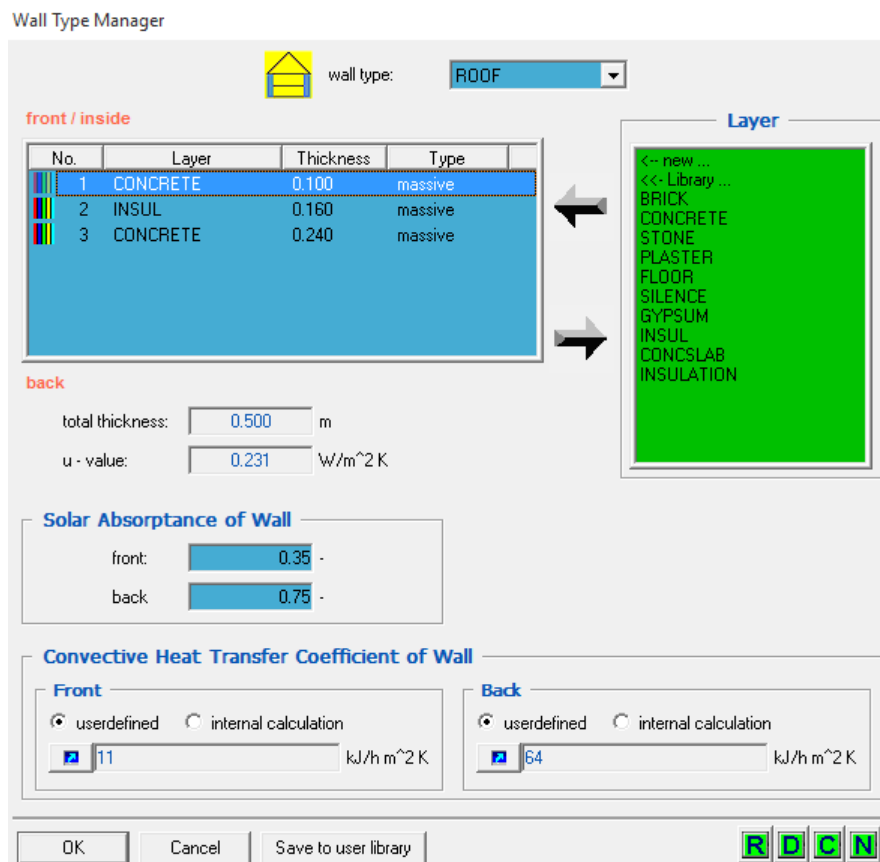 Wall Type Manager
wall type: ROOF
front / inside
No. Layer Thickness Type
1 CONCRETE 0.100 massive
2 INSUL 0.160 massive
3 CONCRETE 0.240 massive
Layer
<-- new ...
<<- Library ...
BRICK
CONCRETE
STONE
PLASTER
FLOOR
SILENCE
GYPSUM
INSUL
CONCSLAB
INSULATION
back
total thickness: 0.500 m
u - value: 0.231 W/m^2 K
Solar Absorptance of Wall
front: 0.35 -
back 0.75 -
Convective Heat Transfer Coefficient of Wall
Front
userdefined internal calculation
11 kJ/h m^2 K
Back
userdefined internal calculation
64 kJ/h m^2 K
OK Cancel Save to user library R D C N